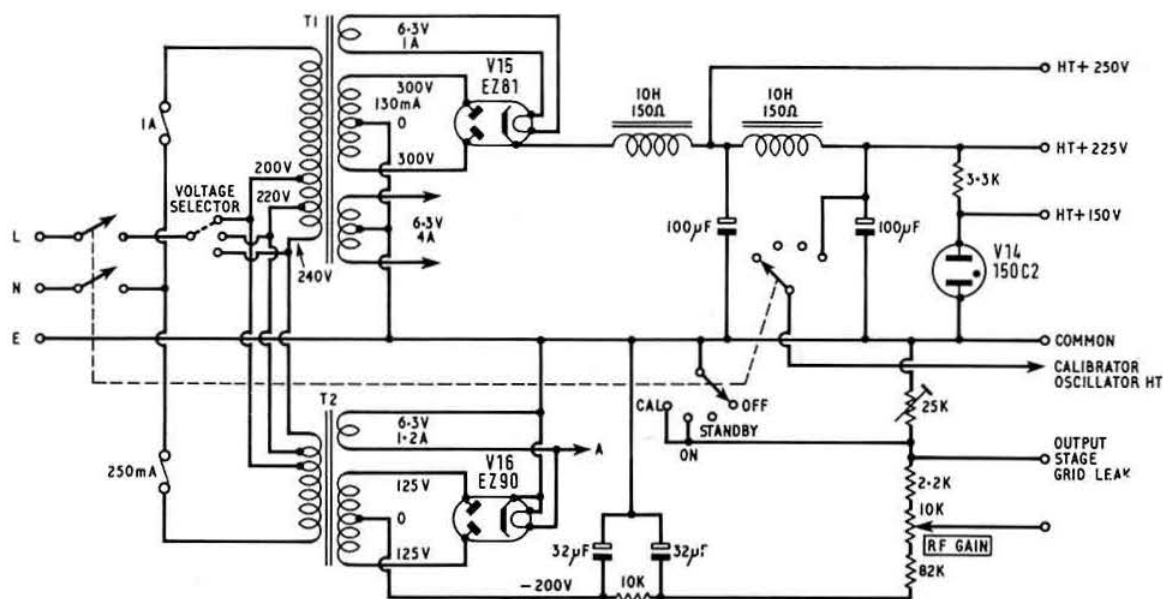 T1
6·3V
1A
V15
EZ81
300V
130mA
0
300V
6·3V
4A
10H
150Ω
10H
150Ω
HT+250V
HT+225V
3·3K
HT+150V
V14
150C2
100µF
100µF
1A
200V
VOLTAGE
SELECTOR
220V
240V
L
N
E
COMMON
CALIBRATOR
OSCILLATOR HT
25K
CAL
OFF
STANDBY
ON
OUTPUT
STAGE
GRID LEAK
2·2K
10K
RF GAIN
82K
T2
6·3V
1·2A
A
V16
EZ90
125V
0
125V
250mA
32µF
32µF
10K
−200V